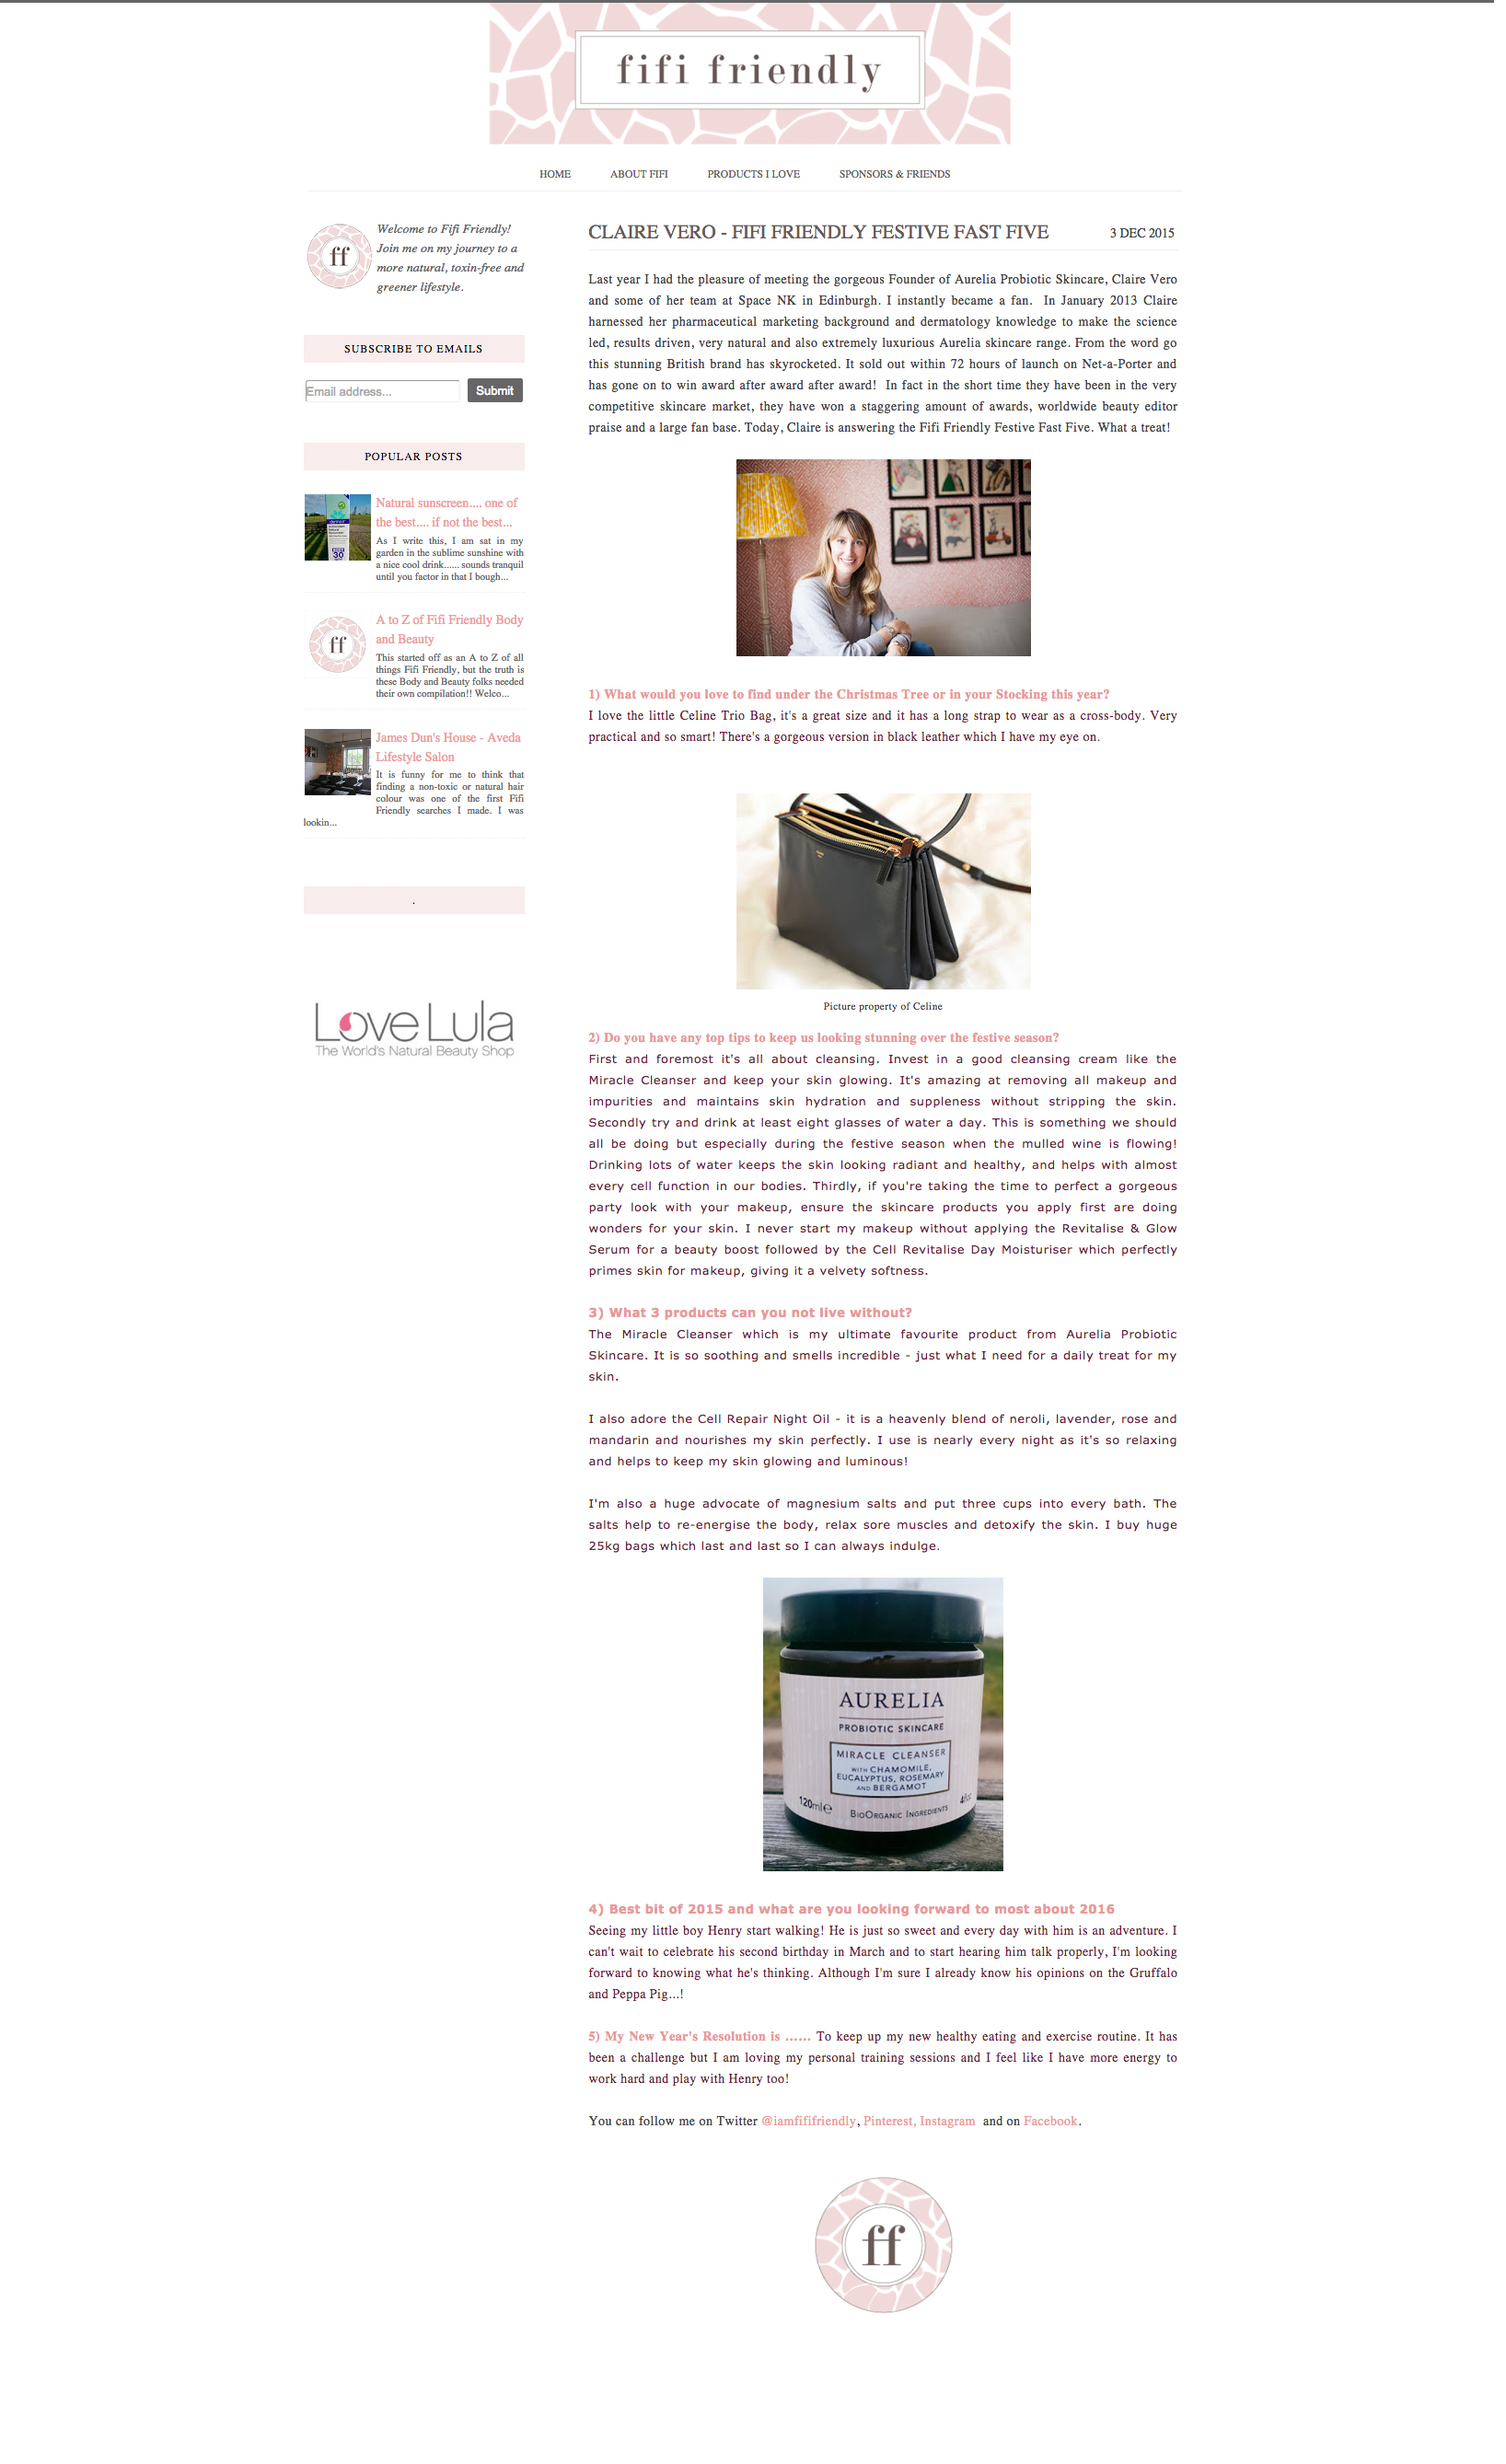 fifi friendly
HOME ABOUT FIFI PRODUCTS I LOVE SPONSORS & FRIENDS
ff
Welcome to Fifi Friendly!
Join me on my journey to a
more natural, toxin-free and
greener lifestyle.
SUBSCRIBE TO EMAILS
Email address... Submit
POPULAR POSTS
Natural sunscreen.... one of
the best.... if not the best...
As I write this, I am sat in my
garden in the sublime sunshine with
a nice cool drink...... sounds tranquil
until you factor in that I bough...
30
ff
A to Z of Fifi Friendly Body
and Beauty
This started off as an A to Z of all
things Fifi Friendly, but the truth is
these Body and Beauty folks needed
their own compilation!! Welco...
James Dun's House - Aveda
Lifestyle Salon
It is funny for me to think that
finding a non-toxic or natural hair
colour was one of the first Fifi
Friendly searches I made. I was
lookin...
.
Love Lula
The World's Natural Beauty Shop
CLAIRE VERO - FIFI FRIENDLY FESTIVE FAST FIVE 3 DEC 2015
Last year I had the pleasure of meeting the gorgeous Founder of Aurelia Probiotic Skincare, Claire Vero
and some of her team at Space NK in Edinburgh. I instantly became a fan. In January 2013 Claire
harnessed her pharmaceutical marketing background and dermatology knowledge to make the science
led, results driven, very natural and also extremely luxurious Aurelia skincare range. From the word go
this stunning British brand has skyrocketed. It sold out within 72 hours of launch on Net-a-Porter and
has gone on to win award after award after award! In fact in the short time they have been in the very
competitive skincare market, they have won a staggering amount of awards, worldwide beauty editor
praise and a large fan base. Today, Claire is answering the Fifi Friendly Festive Fast Five. What a treat!
1) What would you love to find under the Christmas Tree or in your Stocking this year?
I love the little Celine Trio Bag, it's a great size and it has a long strap to wear as a cross-body. Very
practical and so smart! There's a gorgeous version in black leather which I have my eye on.
Picture property of Celine
2) Do you have any top tips to keep us looking stunning over the festive season?
First and foremost it's all about cleansing. Invest in a good cleansing cream like the
Miracle Cleanser and keep your skin glowing. It's amazing at removing all makeup and
impurities and maintains skin hydration and suppleness without stripping the skin.
Secondly try and drink at least eight glasses of water a day. This is something we should
all be doing but especially during the festive season when the mulled wine is flowing!
Drinking lots of water keeps the skin looking radiant and healthy, and helps with almost
every cell function in our bodies. Thirdly, if you're taking the time to perfect a gorgeous
party look with your makeup, ensure the skincare products you apply first are doing
wonders for your skin. I never start my makeup without applying the Revitalise & Glow
Serum for a beauty boost followed by the Cell Revitalise Day Moisturiser which perfectly
primes skin for makeup, giving it a velvety softness.
3) What 3 products can you not live without?
The Miracle Cleanser which is my ultimate favourite product from Aurelia Probiotic
Skincare. It is so soothing and smells incredible - just what I need for a daily treat for my
skin.
I also adore the Cell Repair Night Oil - it is a heavenly blend of neroli, lavender, rose and
mandarin and nourishes my skin perfectly. I use is nearly every night as it's so relaxing
and helps to keep my skin glowing and luminous!
I'm also a huge advocate of magnesium salts and put three cups into every bath. The
salts help to re-energise the body, relax sore muscles and detoxify the skin. I buy huge
25kg bags which last and last so I can always indulge.
AURELIA
PROBIOTIC SKINCARE
MIRACLE CLEANSER
WITH CHAMOMILE,
EUCALYPTUS, ROSEMARY
AND BERGAMOT
120ml e
BIOORGANIC INGREDIENTS
4) Best bit of 2015 and what are you looking forward to most about 2016
Seeing my little boy Henry start walking! He is just so sweet and every day with him is an adventure. I
can't wait to celebrate his second birthday in March and to start hearing him talk properly, I'm looking
forward to knowing what he's thinking. Although I'm sure I already know his opinions on the Gruffalo
and Peppa Pig...!
5) My New Year's Resolution is ...... To keep up my new healthy eating and exercise routine. It has
been a challenge but I am loving my personal training sessions and I feel like I have more energy to
work hard and play with Henry too!
You can follow me on Twitter @iamfififriendly, Pinterest, Instagram and on Facebook.
ff